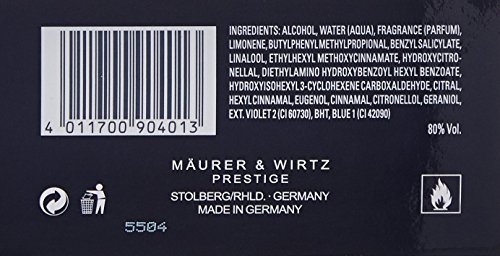 INGREDIENTS: ALCOHOL, WATER (AQUA), FRAGRANCE (PARFUM),
LIMONENE, BUTYLPHENYL METHYLPROPIONAL, BENZYL SALICYLATE,
LINALOOL, ETHYLHEXYL METHOXYCINNAMATE, HYDROXYCITRO-
NELLAL, DIETHYLAMINO HYDROXYBENZOYL HEXYL BENZOATE,
HYDROXYISOHEXYL 3-CYCLOHEXENE CARBOXALDEHYDE, CITRAL,
HEXYL CINNAMAL, EUGENOL, CINNAMAL, CITRONELLOL, GERANIOL,
EXT. VIOLET 2 (CI 60730), BHT, BLUE 1 (CI 42090)
80% Vol.
4 011700 904013
MÄURER & WIRTZ
PRESTIGE
STOLBERG/RHLD. · GERMANY
MADE IN GERMANY
5504